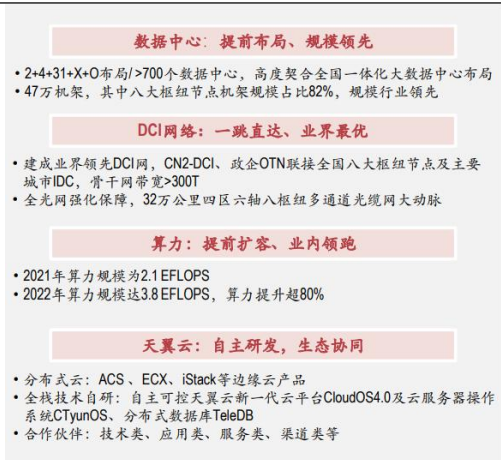 数据中心：提前布局、规模领先
• 2+4+31+X+O布局/ >700个数据中心，高度契合全国一体化大数据中心布局
• 47万机架，其中八大枢纽节点机架规模占比82%，规模行业领先
DCI网络：一跳直达、业界最优
• 建成业界领先DCI网，CN2-DCI、政企OTN联接全国八大枢纽节点及主要
城市IDC，骨干网带宽>300T
• 全光网强化保障，32万公里四区六轴八枢纽多通道光缆网大动脉
算力：提前扩容、业内领跑
• 2021年算力规模为2.1 EFLOPS
• 2022年算力规模达3.8 EFLOPS，算力提升超80%
天翼云：自主研发，生态协同
• 分布式云：ACS 、ECX、iStack等边缘云产品
• 全栈技术自研：自主可控天翼云新一代云平台CloudOS4.0及云服务器操作
系统CTyunOS、分布式数据库TeleDB
• 合作伙伴：技术类、应用类、服务类、渠道类等